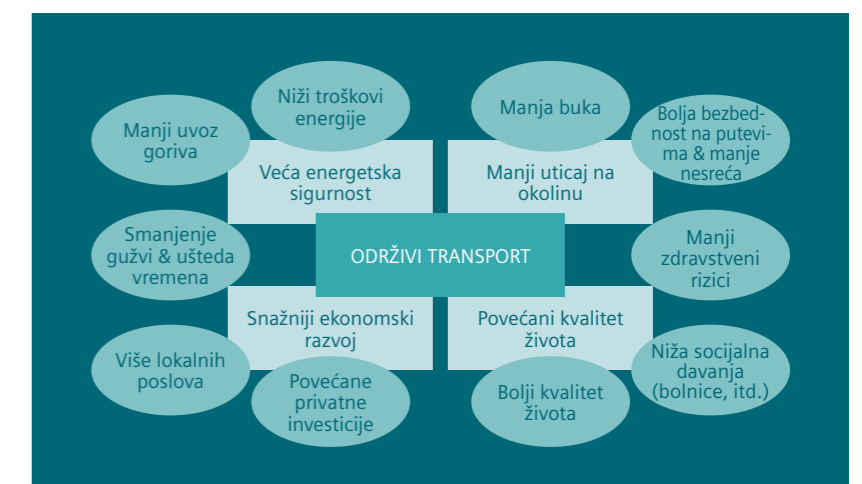 Niži troškovi
energije
Manja buka
Manji uvoz
goriva
Bolja bezbed-
nost na putevi-
ma & manje
nesreća
Veća energetska
sigurnost
Manji uticaj na
okolinu
Smanjenje
gužvi & ušteda
vremena
ODRŽIVI TRANSPORT
Manji
zdravstveni
rizici
Snažniji ekonomski
razvoj
Povećani kvalitet
života
Više lokalnih
poslova
Povećane
privatne
investicije
Bolji kvalitet
života
Niža socijalna
davanja
(bolnice, itd.)